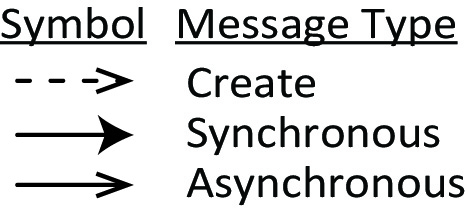 Symbol Message Type
Create
Synchronous
Asynchronous